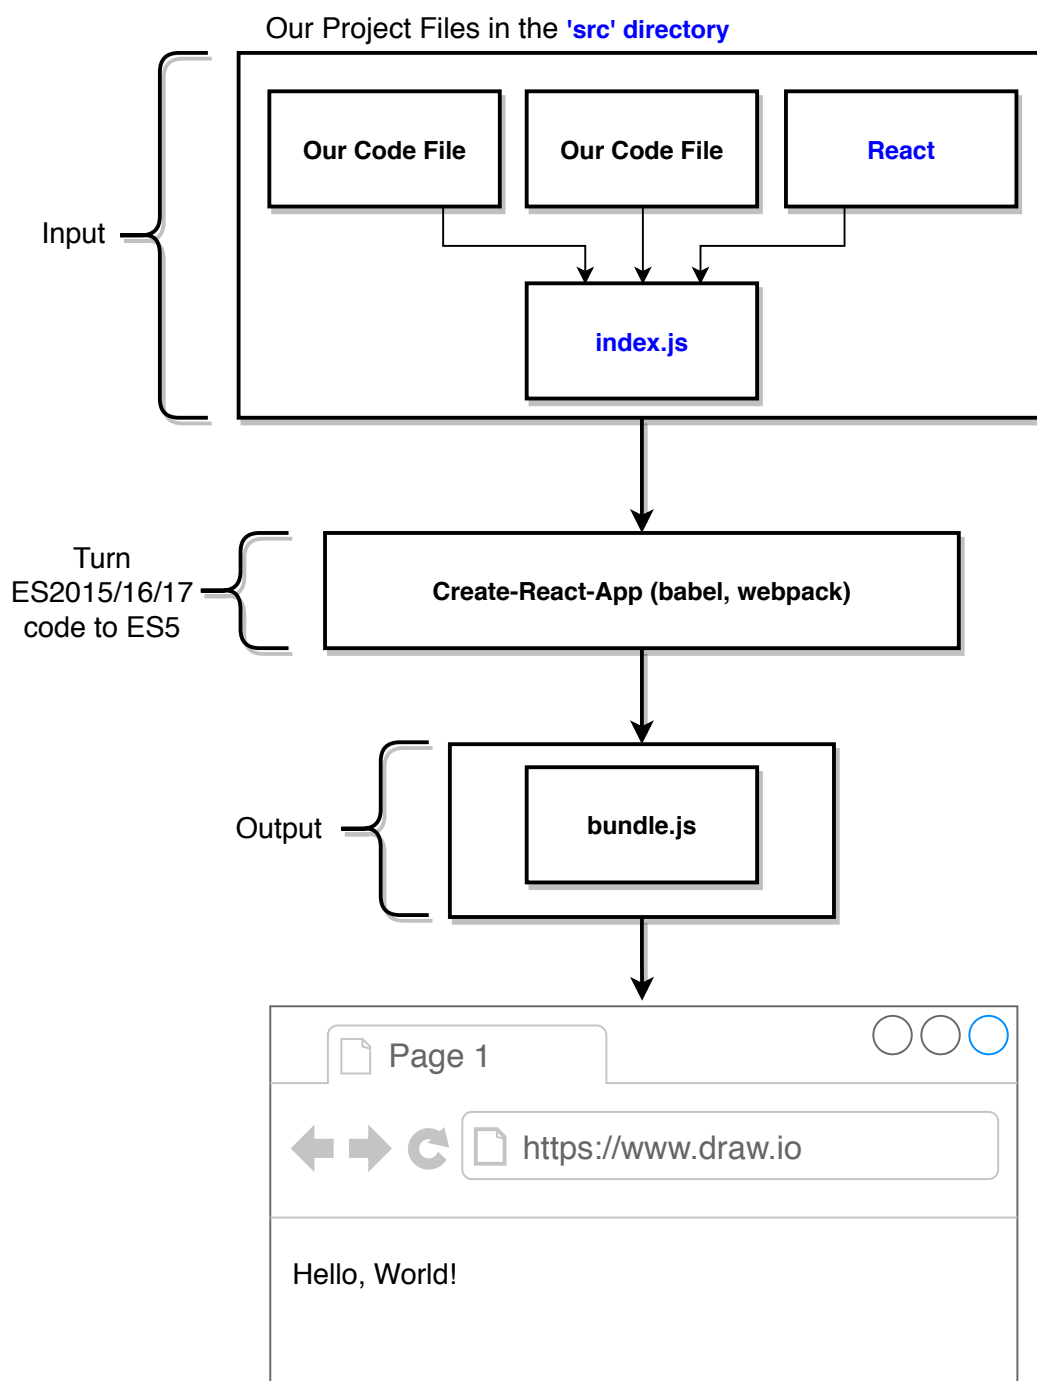 Our Project Files in the 'src' directory
Our Code File
Our Code File
React
Input
index.js
Turn
ES2015/16/17
code to ES5
Create-React-App (babel, webpack)
Output
bundle.js
Page 1
https://www.draw.io
Hello, World!